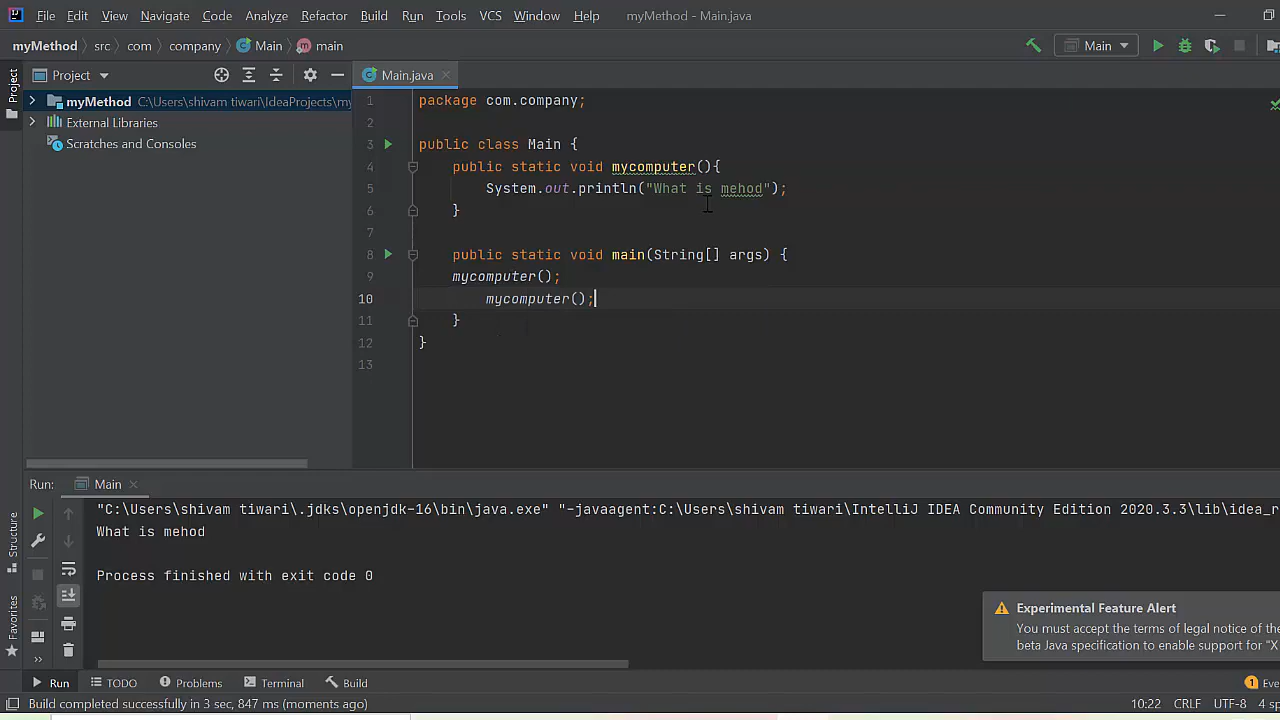 File Edit View Navigate Code Analyze Refactor Build Run Tools VCS Window Help myMethod - Main.java
myMethod src com company Main main Main
Project Main.java
Project
myMethod C:\Users\shivam tiwari\IdeaProjects\my
External Libraries
Scratches and Consoles
1 package com.company;
2
3 public class Main {
4 public static void mycomputer(){
5 System.out.println("What is mehod");
6 }
7
8 public static void main(String[] args) {
9 mycomputer();
10 mycomputer();
11 }
12 }
13
Run: Main
"C:\Users\shivam tiwari\.jdks\openjdk-16\bin\java.exe" "-javaagent:C:\Users\shivam tiwari\IntelliJ IDEA Community Edition 2020.3.3\lib\idea_r
What is mehod
Process finished with exit code 0
Structure
Favorites
Experimental Feature Alert
You must accept the terms of legal notice of the
beta Java specification to enable support for "X
Run TODO Problems Terminal Build 1 Eve
Build completed successfully in 3 sec, 847 ms (moments ago) 10:22 CRLF UTF-8 4 sp